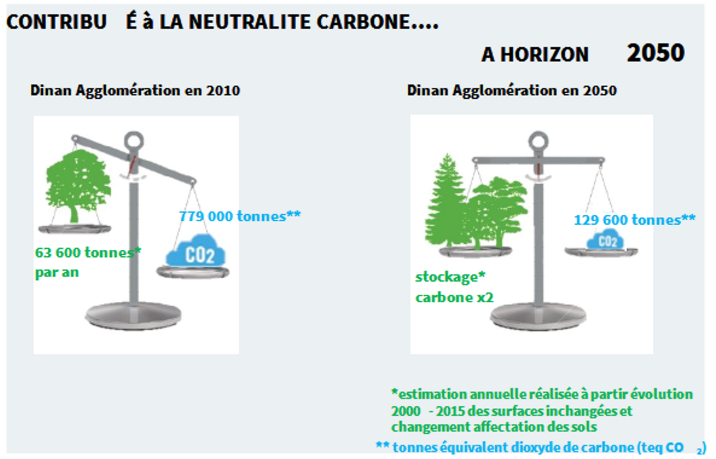 CONTRIBU É à LA NEUTRALITE CARBONE....
A HORIZON 2050
Dinan Agglomération en 2010
Dinan Agglomération en 2050
779 000 tonnes**
CO2
63 600 tonnes*
par an
129 600 tonnes**
CO2
stockage*
carbone x2
*estimation annuelle réalisée à partir évolution
2000 - 2015 des surfaces inchangées et
changement affectation des sols
** tonnes équivalent dioxyde de carbone (teq CO ₂)